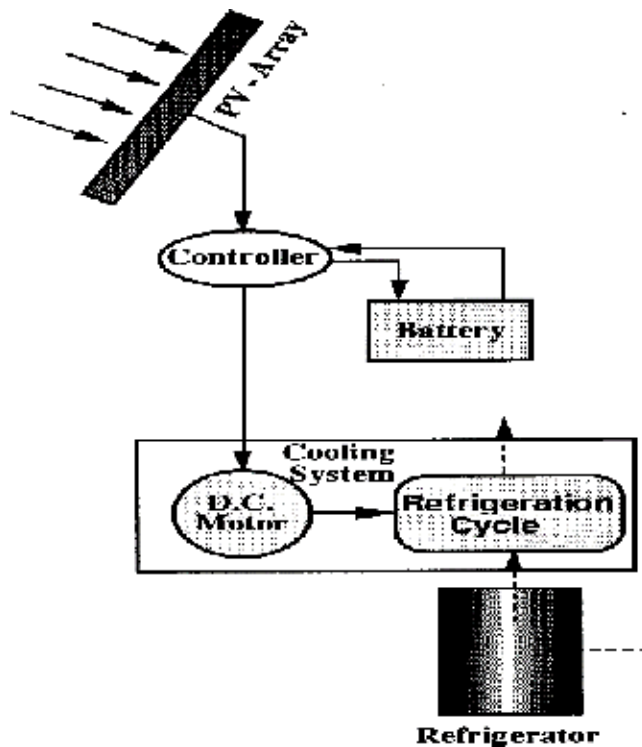 PV - Array
Controller
Battery
Cooling
System
D.C.
Motor
Refrigeration
Cycle
Refrigerator